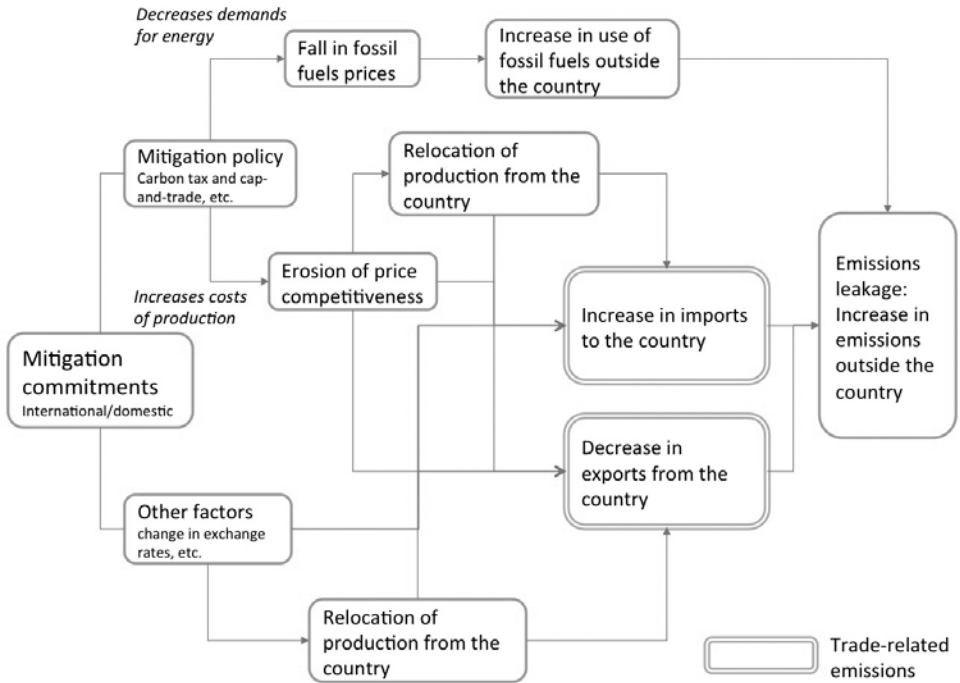 Decreases demands
for energy
Fall in fossil
fuels prices
Increase in use of
fossil fuels outside
the country
Mitigation policy
Carbon tax and cap-
and-trade, etc.
Relocation of
production from the
country
Erosion of price
competitiveness
Increases costs
of production
Increase in imports
to the country
Emissions
leakage:
Increase in
emissions
outside the
country
Mitigation
commitments
International/domestic
Decrease in
exports from the
country
Other factors
change in exchange
rates, etc.
Relocation of
production from the
country
Trade-related
emissions